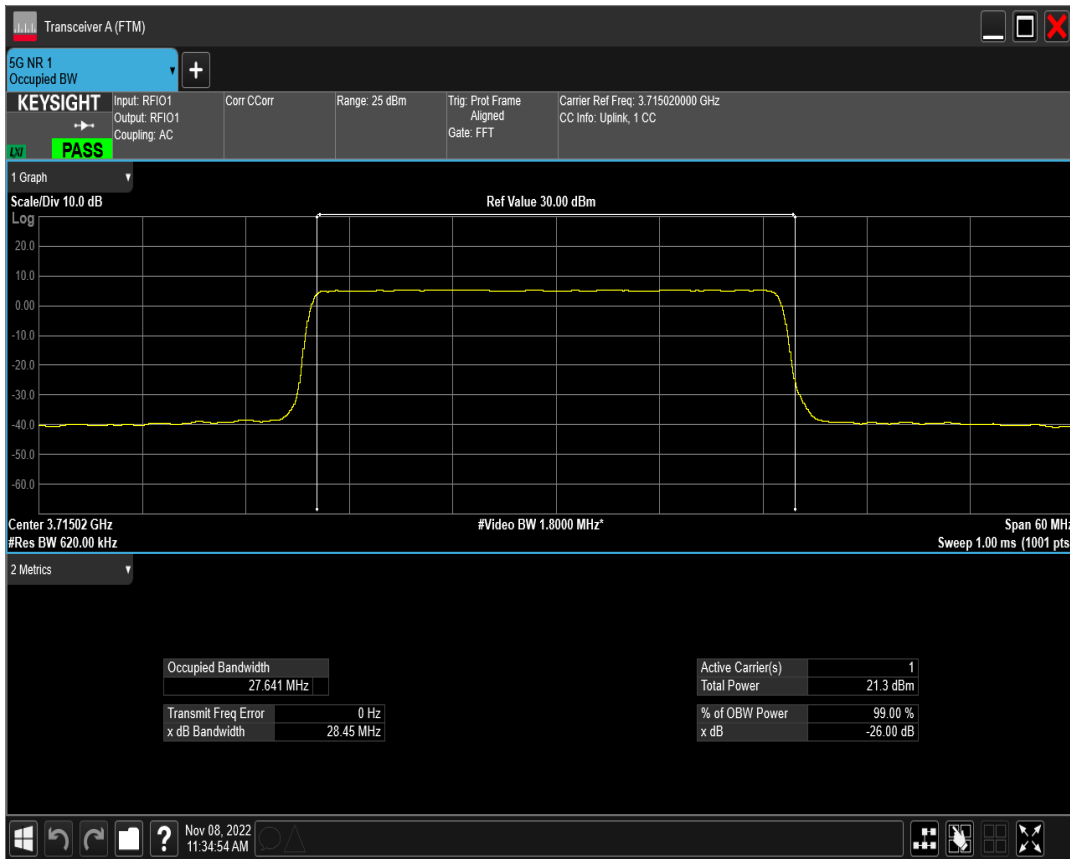 Transceiver A (FTM)
5G NR 1
Occupied BW
+
KEYSIGHT
LXI
PASS
Input: RFIO1
Output: RFIO1
Coupling: AC
Corr CCorr
Range: 25 dBm
Trig: Prot Frame
Aligned
Gate: FFT
Carrier Ref Freq: 3.715020000 GHz
CC Info: Uplink, 1 CC
1 Graph
Scale/Div 10.0 dB
Ref Value 30.00 dBm
Log
20.0
10.0
0.00
-10.0
-20.0
-30.0
-40.0
-50.0
-60.0
Center 3.71502 GHz
#Video BW 1.8000 MHz*
Span 60 MHz
#Res BW 620.00 kHz
Sweep 1.00 ms (1001 pts
2 Metrics
Occupied Bandwidth
27.641 MHz
Transmit Freq Error 0 Hz
x dB Bandwidth 28.45 MHz
Active Carrier(s) 1
Total Power 21.3 dBm
% of OBW Power 99.00 %
x dB -26.00 dB
?
Nov 08, 2022
11:34:54 AM